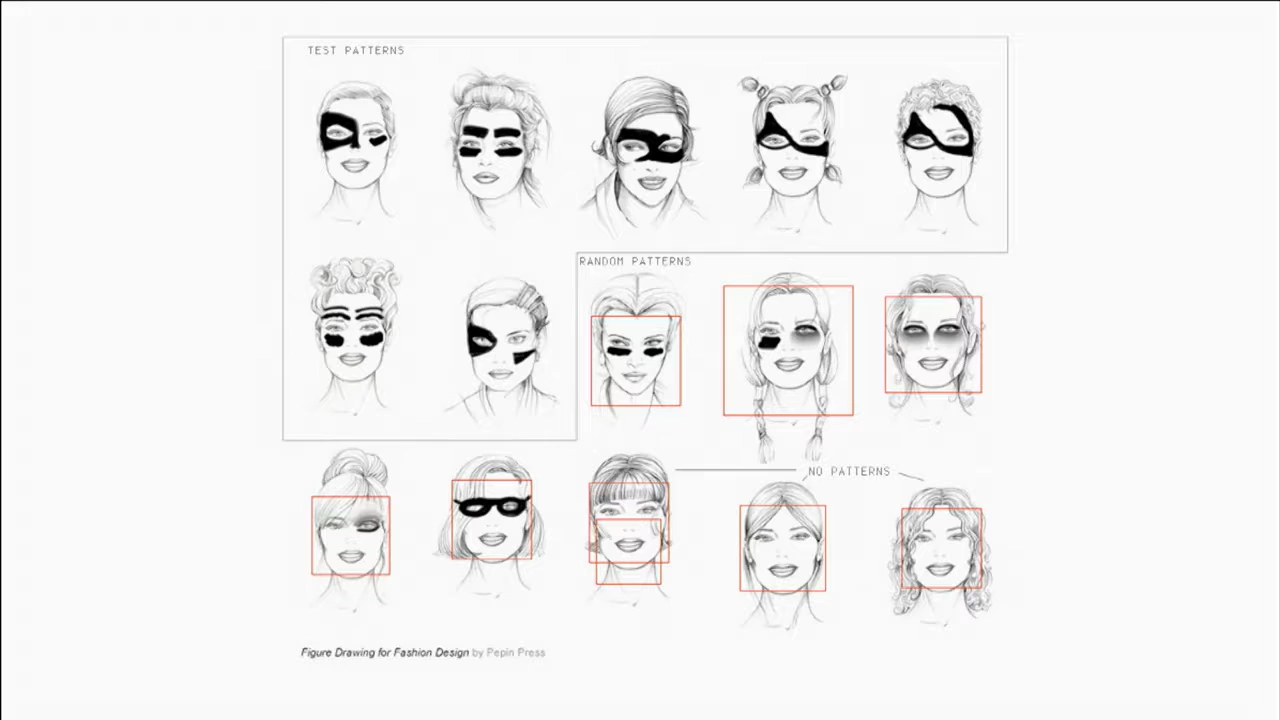 TEST PATTERNS
RANDOM PATTERNS
NO PATTERNS
Figure Drawing for Fashion Design by Pepin Press